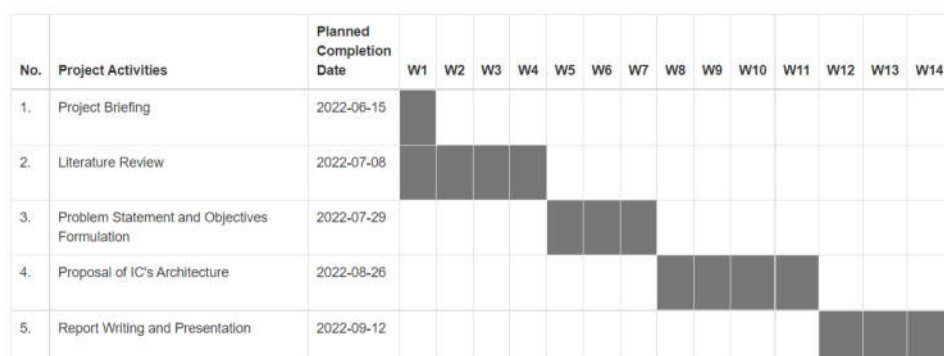 Planned
Completion
No. Project Activities Date W1 W2 W3 W4 W5 W6 W7 W8 W9 W10 W11 W12 W13 W14
1. Project Briefing 2022-06-15
2. Literature Review 2022-07-08
3. Problem Statement and Objectives 2022-07-29
Formulation
4. Proposal of IC's Architecture 2022-08-26
5. Report Writing and Presentation 2022-09-12